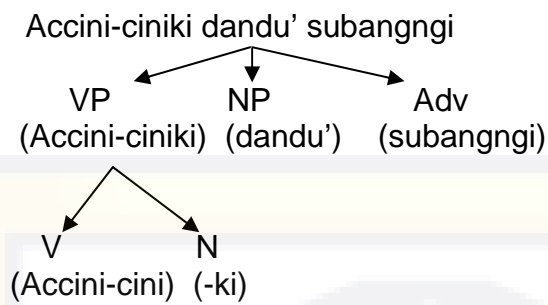 Accini-ciniki dandu’ subangngi
VP NP Adv
(Accini-ciniki) (dandu’) (subangngi)
V N
(Accini-cini) (-ki)